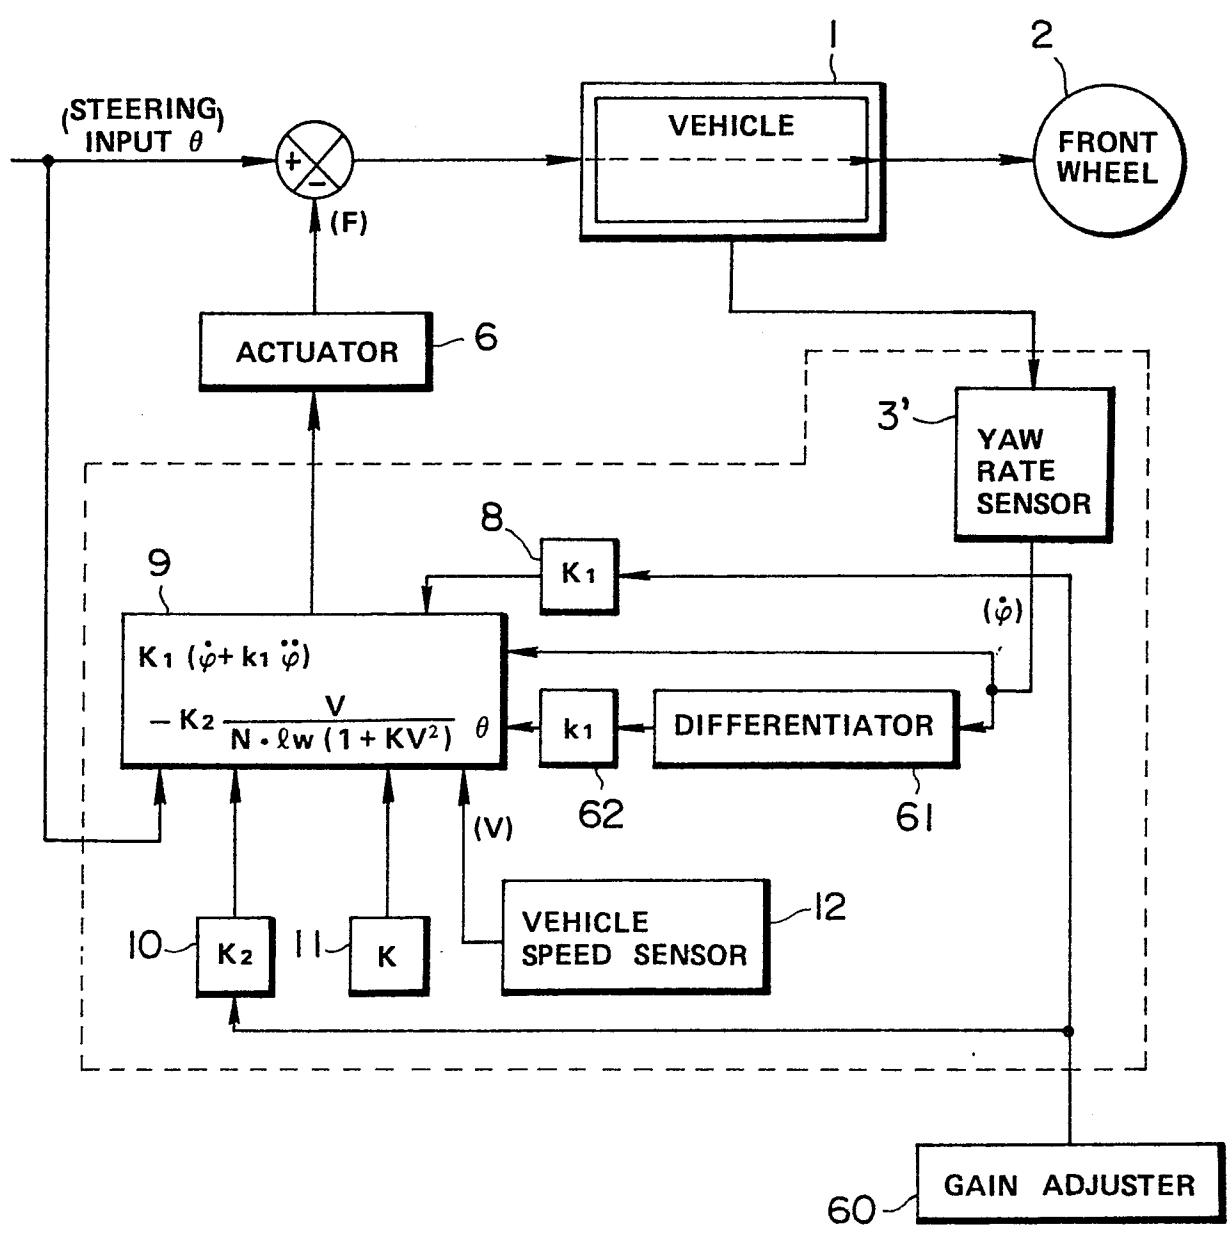 1
2
(STEERING
INPUT θ)
+
−
VEHICLE
FRONT
WHEEL
(F)
ACTUATOR
6
3'
YAW
RATE
SENSOR
8
K1
9
(φ̇)
K1 (φ̇ + k1 φ̈)
− K2 V / N · ℓw (1 + KV²) θ
k1
DIFFERENTIATOR
62
61
(V)
10
K2
11
K
VEHICLE
SPEED SENSOR
12
GAIN ADJUSTER
60